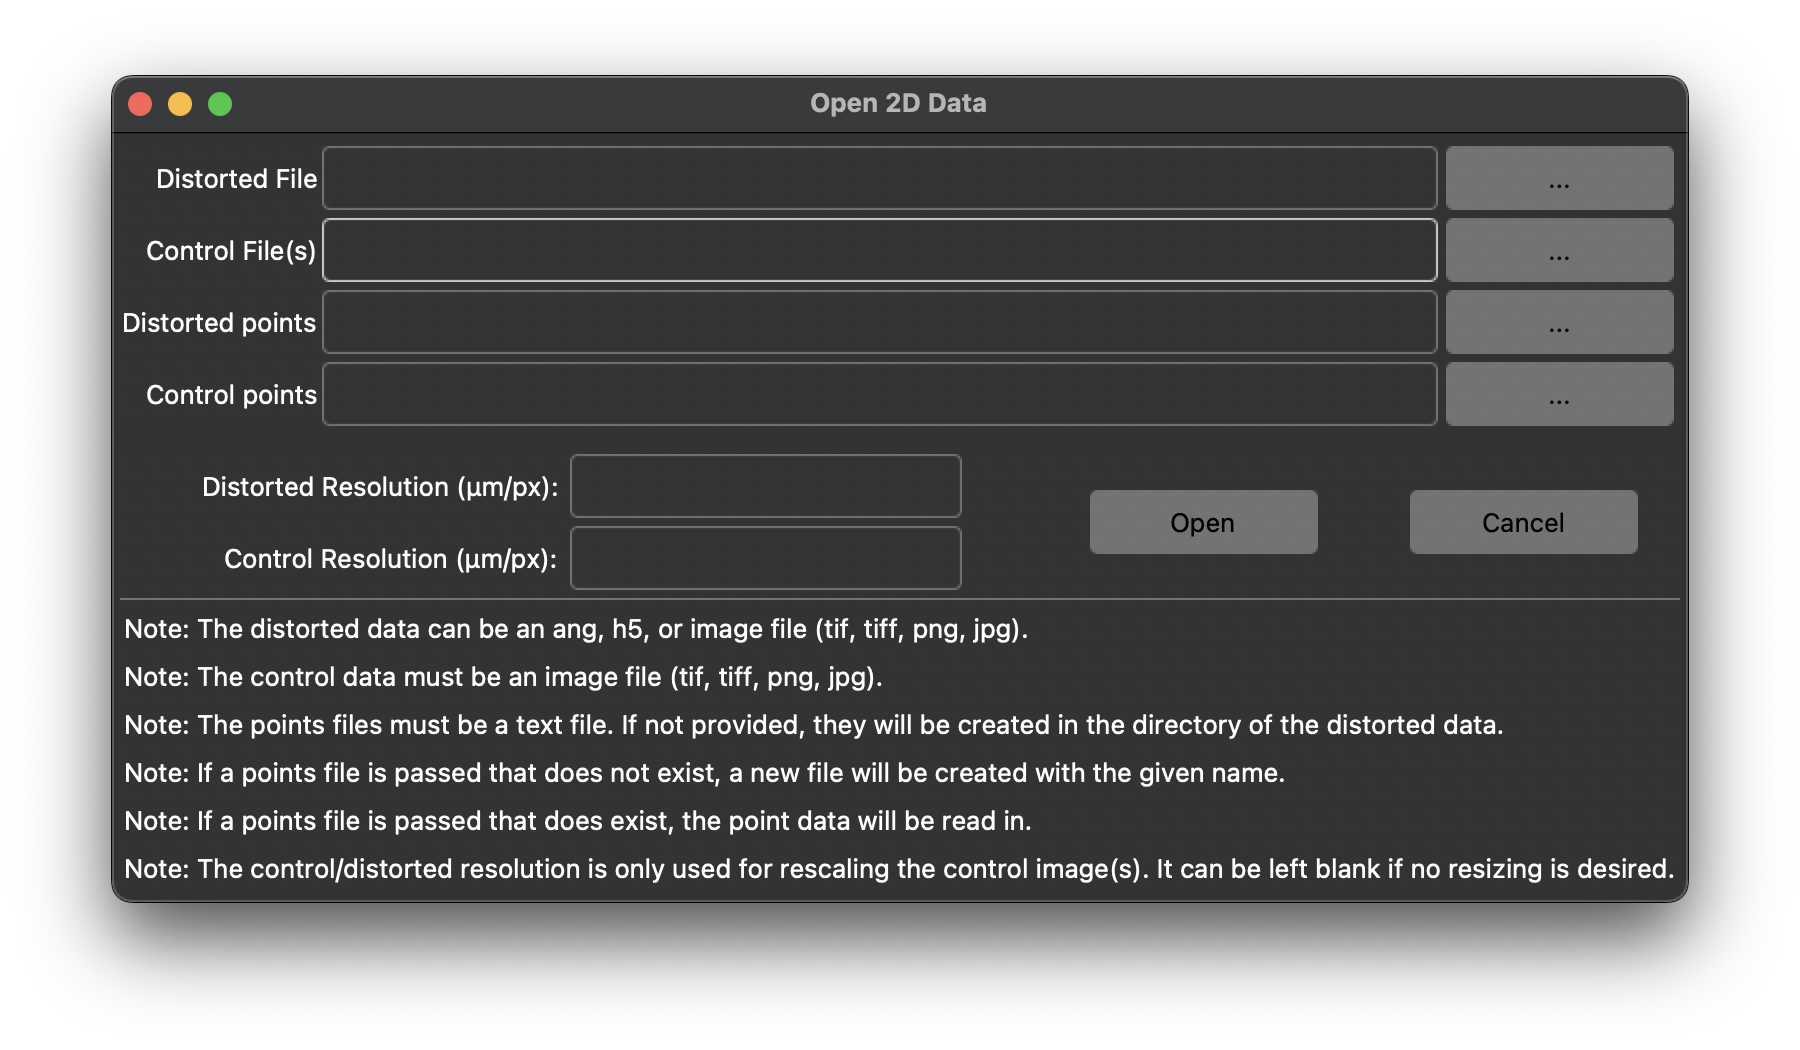 Open 2D Data
Distorted File ...
Control File(s) ...
Distorted points ...
Control points ...
Distorted Resolution (µm/px):
Open Cancel
Control Resolution (µm/px):
Note: The distorted data can be an ang, h5, or image file (tif, tiff, png, jpg).
Note: The control data must be an image file (tif, tiff, png, jpg).
Note: The points files must be a text file. If not provided, they will be created in the directory of the distorted data.
Note: If a points file is passed that does not exist, a new file will be created with the given name.
Note: If a points file is passed that does exist, the point data will be read in.
Note: The control/distorted resolution is only used for rescaling the control image(s). It can be left blank if no resizing is desired.